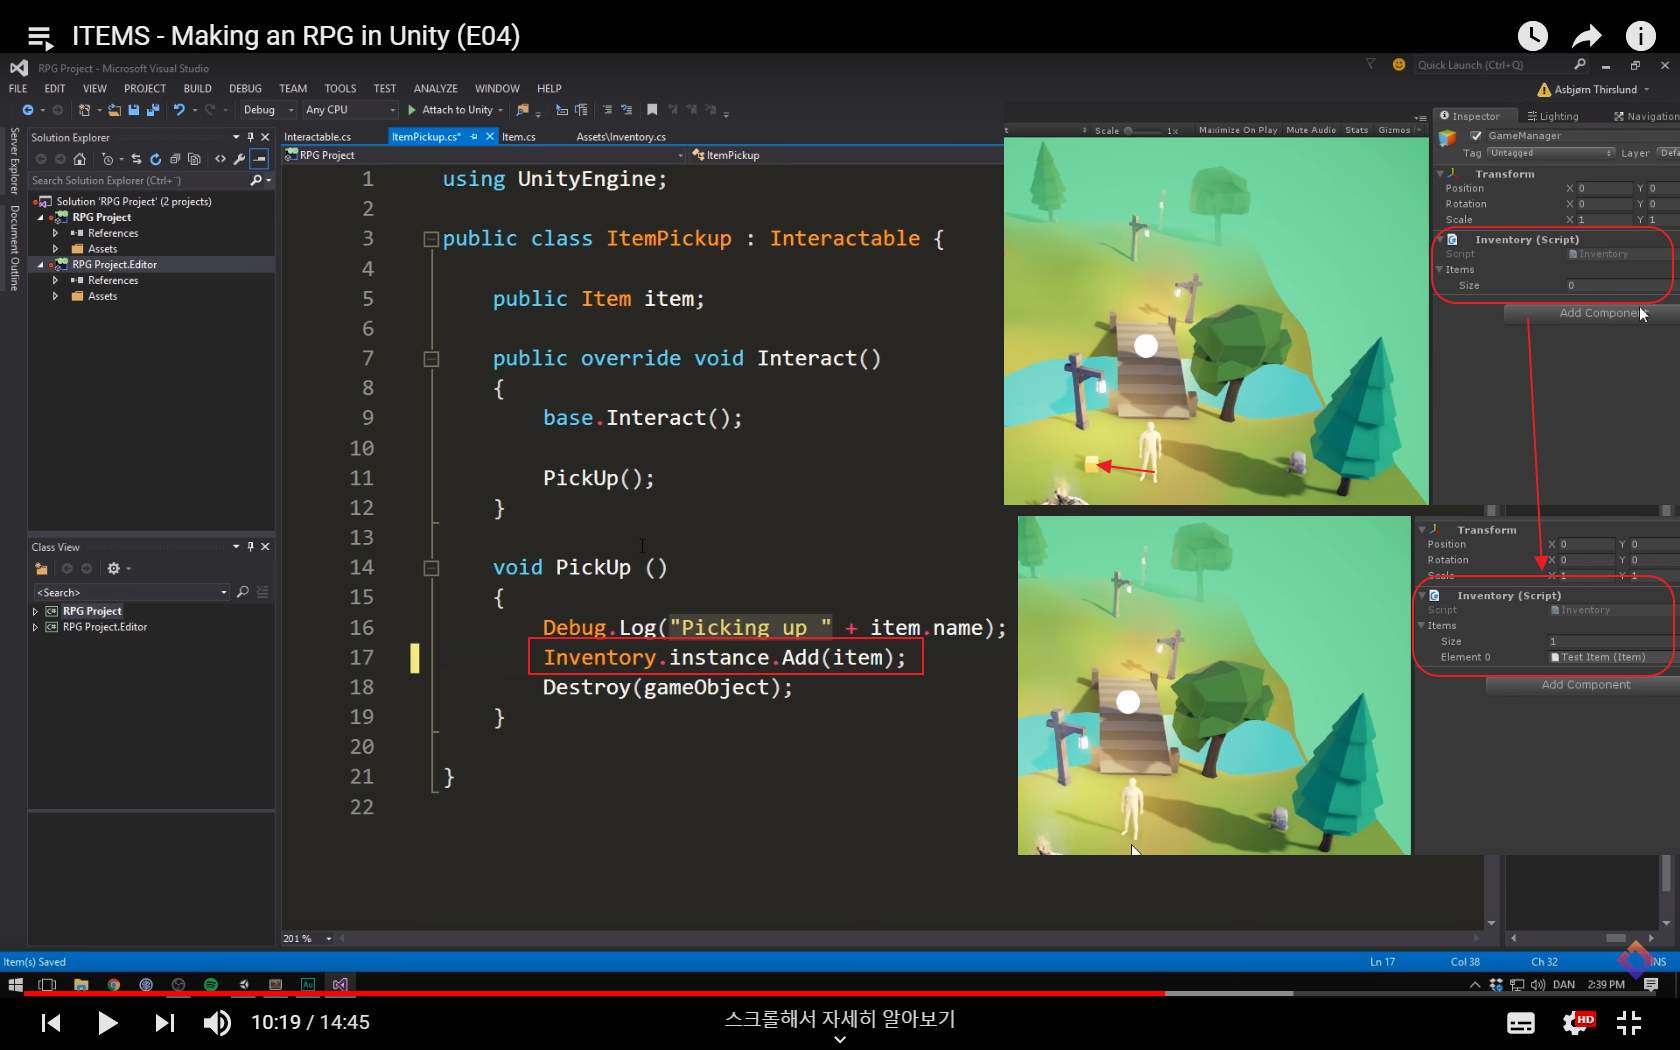 ITEMS - Making an RPG in Unity (E04)
RPG Project - Microsoft Visual Studio
Quick Launch (Ctrl+Q)
FILE EDIT VIEW PROJECT BUILD DEBUG TEAM TOOLS TEST ANALYZE WINDOW HELP
Asbjørn Thirslund
Debug Any CPU Attach to Unity
Server Explorer
Document Outline
Solution Explorer
Search Solution Explorer (Ctrl+¨)
Solution 'RPG Project' (2 projects)
RPG Project
References
Assets
RPG Project.Editor
References
Assets
Class View
<Search>
RPG Project
RPG Project.Editor
Interactable.cs ItemPickup.cs* Item.cs Assets\Inventory.cs
RPG Project ItemPickup
1 using UnityEngine;
2
3 public class ItemPickup : Interactable {
4
5 public Item item;
6
7 public override void Interact()
8 {
9 base.Interact();
10
11 PickUp();
12 }
13
14 void PickUp ()
15 {
16 Debug.Log("Picking up " + item.name);
17 Inventory.instance.Add(item);
18 Destroy(gameObject);
19 }
20
21 }
22
201 %
Scale 1x Maximize On Play Mute Audio Stats Gizmos
Inspector Lighting Navigation
GameManager
Tag Untagged Layer Defa
Transform
Position X 0 Y 0
Rotation X 0 Y 0
Scale X 1 Y 1
Inventory (Script)
Script Inventory
Items
Size 0
Add Component
Transform
Position X 0 Y 0
Rotation X 0 Y 0
Scale X 1 Y 1
Inventory (Script)
Script Inventory
Items
Size 1
Element 0 Test Item (Item)
Add Component
Item(s) Saved
Ln 17 Col 38 Ch 32 INS
DAN 2:39 PM
10:19 / 14:45
스크롤해서 자세히 알아보기
HD